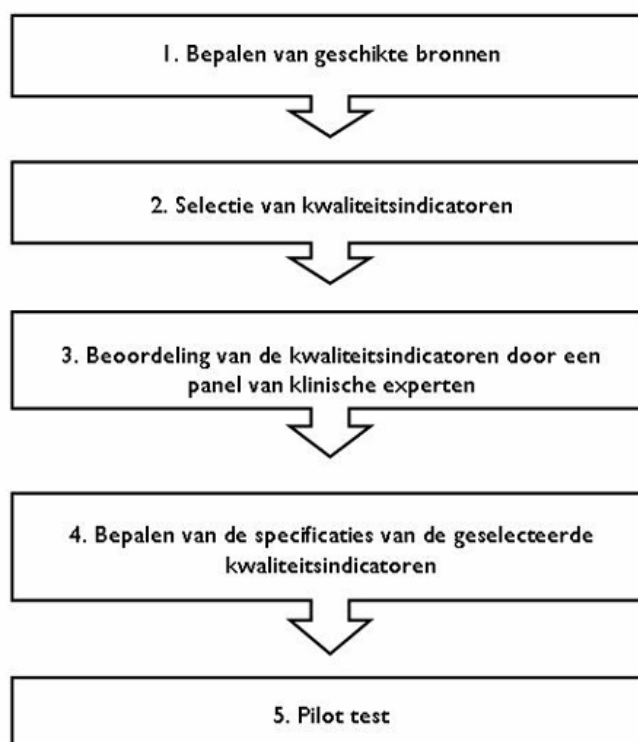 1. Bepalen van geschikte bronnen
2. Selectie van kwaliteitsindicatoren
3. Beoordeling van de kwaliteitsindicatoren door een
panel van klinische experten
4. Bepalen van de specificaties van de geselecteerde
kwaliteitsindicatoren
5. Pilot test